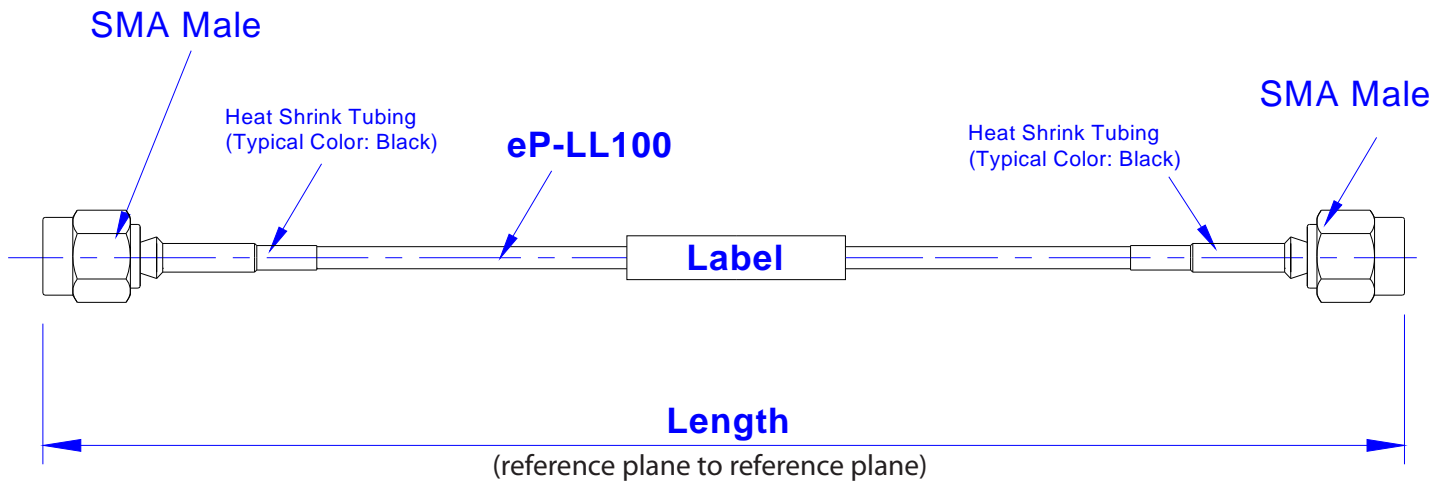 SMA Male
SMA Male
Heat Shrink Tubing
(Typical Color: Black)
eP-LL100
Heat Shrink Tubing
(Typical Color: Black)
Label
Length
(reference plane to reference plane)